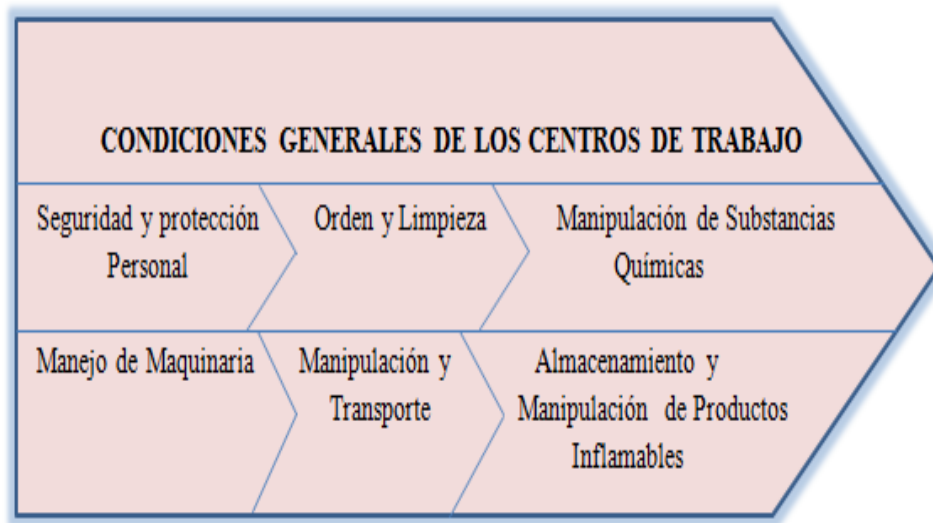 CONDICIONES GENERALES DE LOS CENTROS DE TRABAJO
Seguridad y protección
Personal
Orden y Limpieza
Manipulación de Substancias
Químicas
Manejo de Maquinaria
Manipulación y
Transporte
Almacenamiento y
Manipulación de Productos
Inflamables